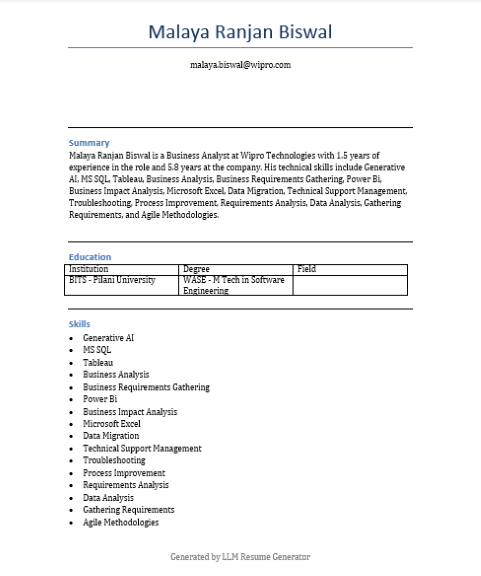 Malaya Ranjan Biswal
malaya.biswal@wipro.com
Summary
Malaya Ranjan Biswal is a Business Analyst at Wipro Technologies with 1.5 years of
experience in the role and 5.8 years at the company. His technical skills include Generative
AI, MS SQL, Tableau, Business Analysis, Business Requirements Gathering, Power Bi,
Business Impact Analysis, Microsoft Excel, Data Migration, Technical Support Management,
Troubleshooting, Process Improvement, Requirements Analysis, Data Analysis, Gathering
Requirements, and Agile Methodologies.
Education
Institution Degree Field
BITS - Pilani University WASE - M Tech in Software
Engineering
Skills
• Generative AI
• MS SQL
• Tableau
• Business Analysis
• Business Requirements Gathering
• Power Bi
• Business Impact Analysis
• Microsoft Excel
• Data Migration
• Technical Support Management
• Troubleshooting
• Process Improvement
• Requirements Analysis
• Data Analysis
• Gathering Requirements
• Agile Methodologies
Generated by LLM Resume Generator